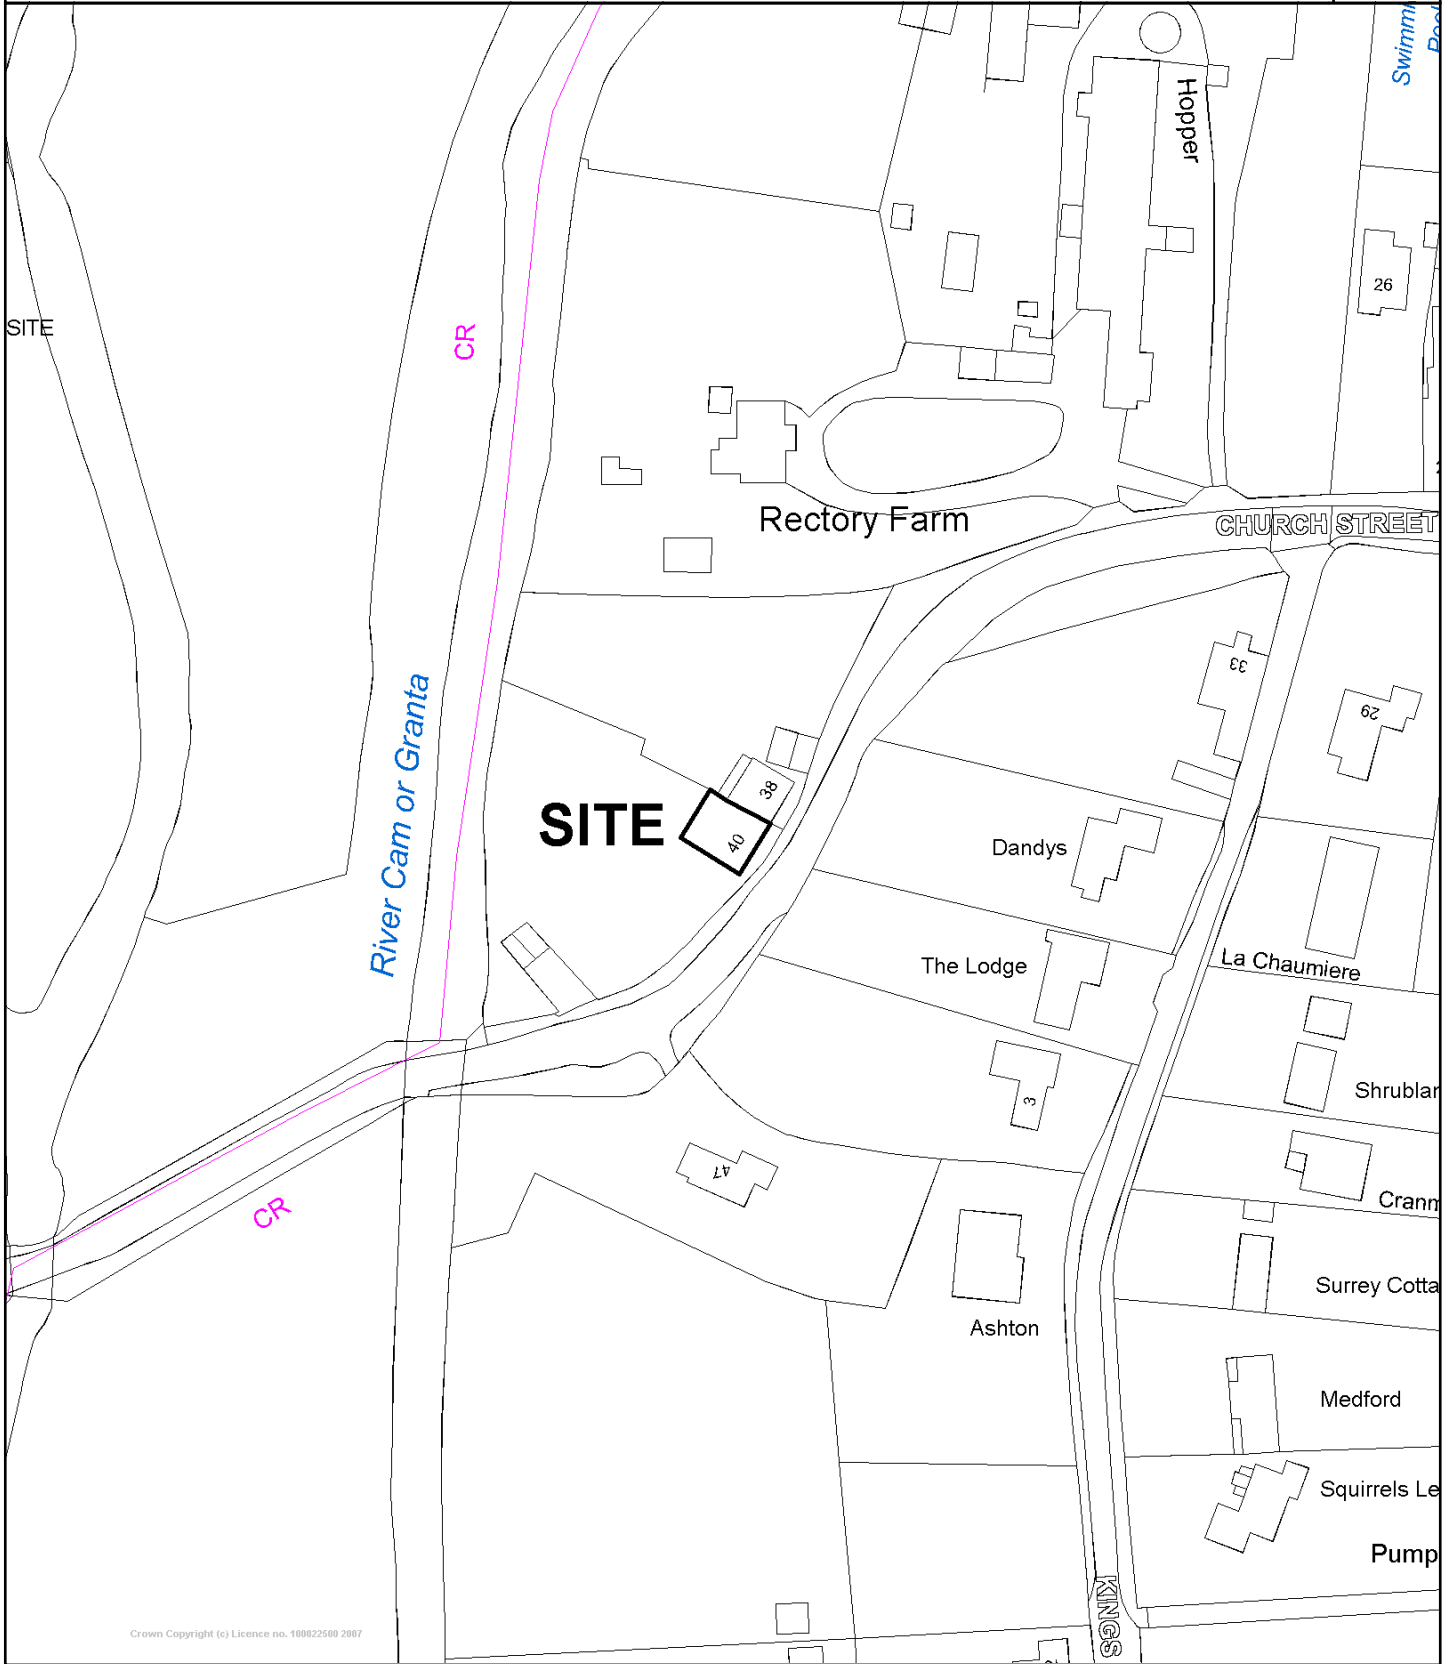 Swimmi
Hopper
26
SITE
CR
Rectory Farm
CHURCH STREET
33
29
River Cam or Granta
38
SITE
40
Dandys
The Lodge
La Chaumiere
3
Shrublan
47
Cranm
CR
Surrey Cotta
Ashton
Medford
Squirrels Le
Pump
KINGS
Crown Copyright (c) Licence no. 100022500 2007